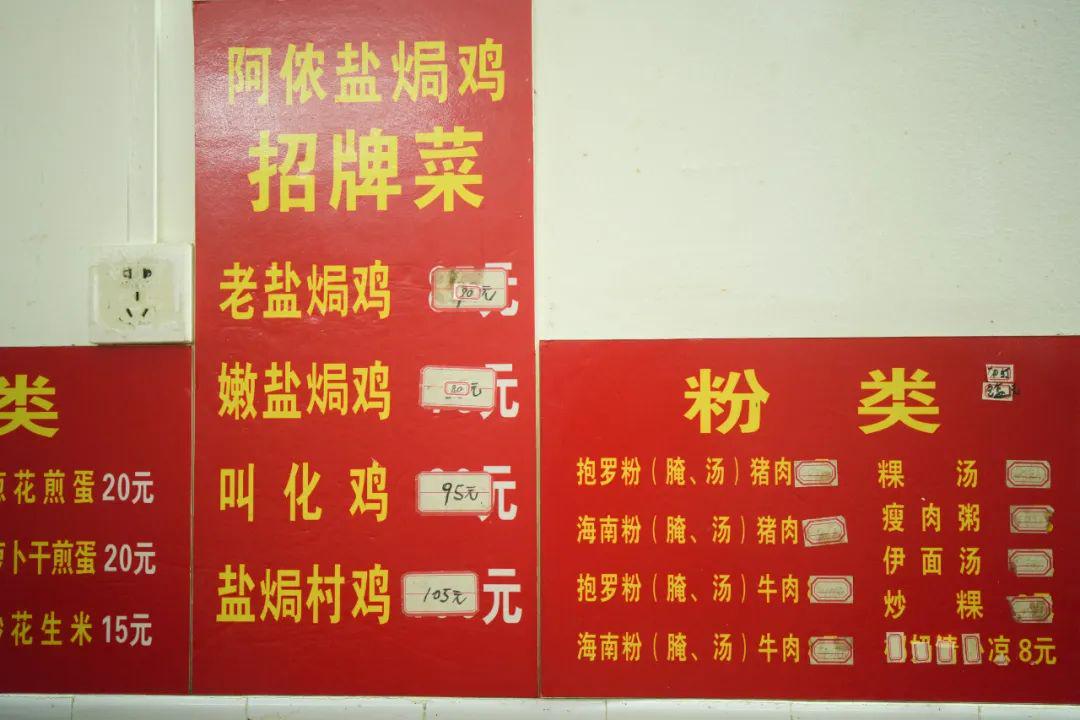 阿侬盐焗鸡
招牌菜
老盐焗鸡 90元 元
嫩盐焗鸡 80元 元
叫化鸡 95元 元
盐焗村鸡 105元 元
类
花煎蛋 20元
卜干煎蛋 20元
花生米 15元
粉类
抱罗粉（腌、汤）猪肉
海南粉（腌、汤）猪肉
抱罗粉（腌、汤）牛肉
海南粉（腌、汤）牛肉
粿汤
瘦肉粥
伊面汤
炒粿
凉 8元